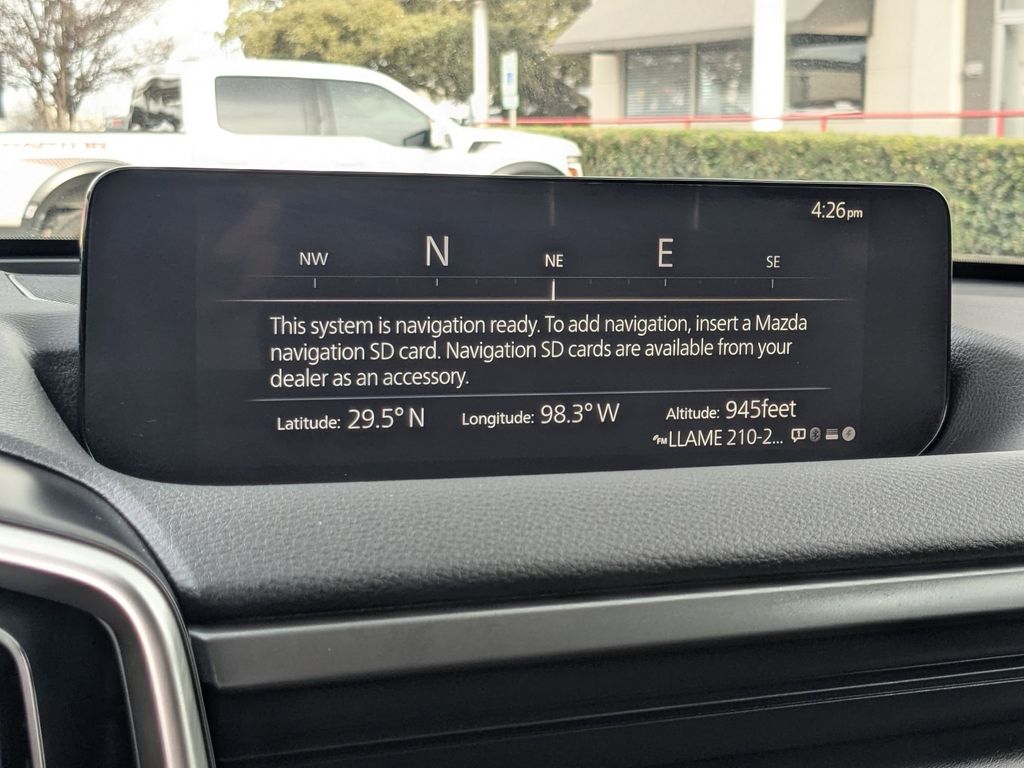 RAPTOR
4:26pm
NW N NE E SE
This system is navigation ready. To add navigation, insert a Mazda
navigation SD card. Navigation SD cards are available from your
dealer as an accessory.
Latitude: 29.5° N Longitude: 98.3° W Altitude: 945feet
FM LLAME 210-2...